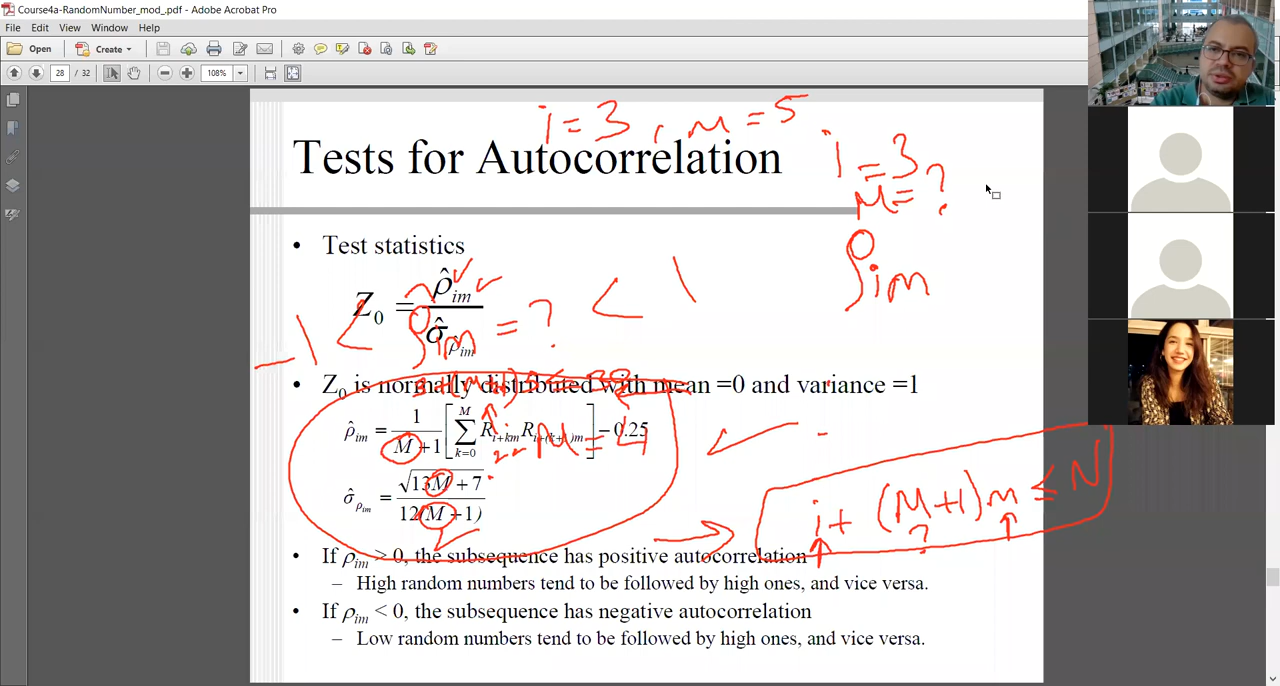 Course4a-RandomNumber_mod_.pdf - Adobe Acrobat Pro
File Edit View Window Help
Open Create
28 / 32 108%
i = 3 , m = 5
Tests for Autocorrelation
i = 3
M = ?
ρim
• Test statistics
Z0 = ρ̂im / σ̂ρim
-1 < ρ̂im = ? < 1
• Z0 is normally distributed with mean =0 and variance =1
ρ̂im = 1 / M+1 [ M Σ k=0 Ri+km Ri+(k+1)m ] − 0.25
M = 4
σ̂ρim = √13M + 7 / 12(M + 1)
i + (M+1)m ≤ N
?
• If ρim > 0, the subsequence has positive autocorrelation
– High random numbers tend to be followed by high ones, and vice versa.
• If ρim < 0, the subsequence has negative autocorrelation
– Low random numbers tend to be followed by high ones, and vice versa.